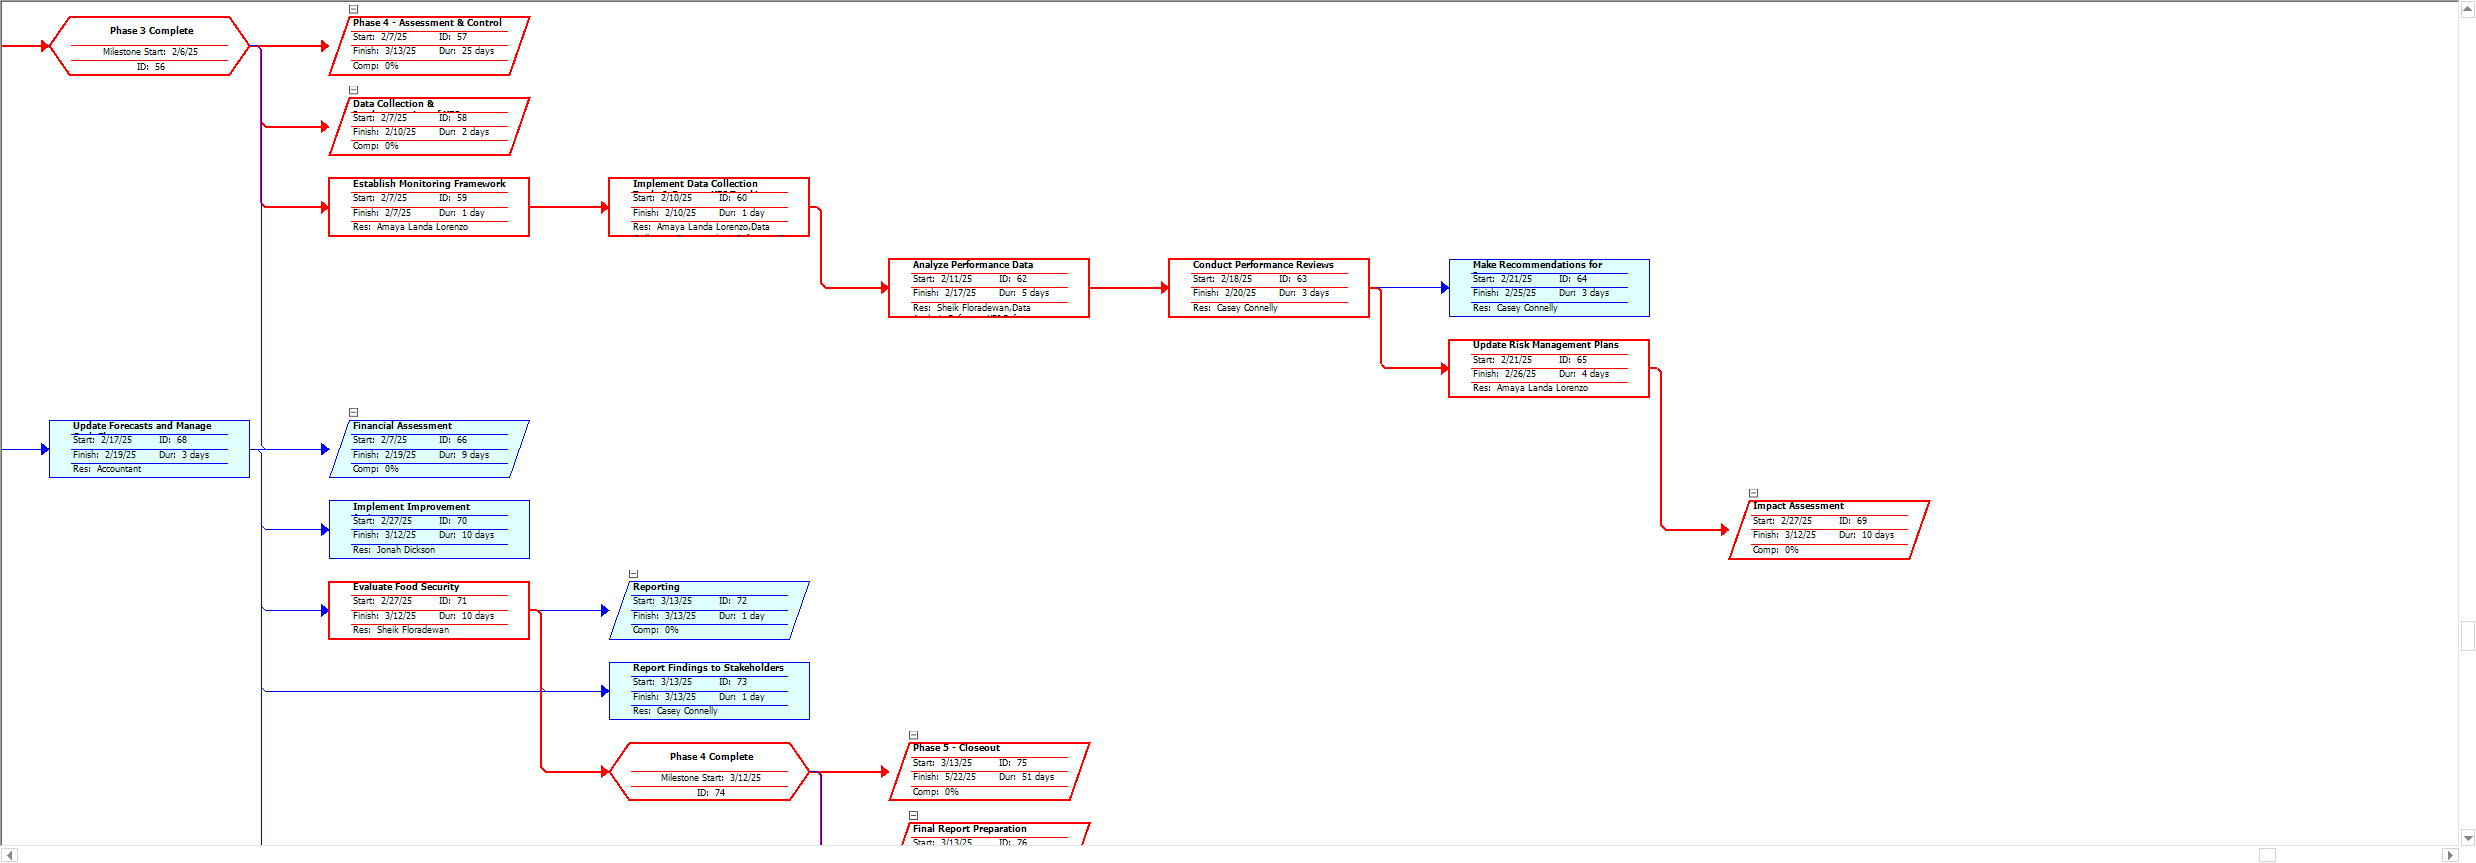 Phase 3 Complete
Milestone Start: 2/6/25
ID: 56
Phase 4 - Assessment & Control
Start: 2/7/25 ID: 57
Finish: 3/13/25 Dur: 25 days
Comp: 0%
Data Collection &
Start: 2/7/25 ID: 58
Finish: 2/10/25 Dur: 2 days
Comp: 0%
Establish Monitoring Framework
Start: 2/7/25 ID: 59
Finish: 2/7/25 Dur: 1 day
Res: Amaya Landa Lorenzo
Implement Data Collection
Start: 2/10/25 ID: 60
Finish: 2/10/25 Dur: 1 day
Res: Amaya Landa Lorenzo,Data
Analyze Performance Data
Start: 2/11/25 ID: 62
Finish: 2/17/25 Dur: 5 days
Res: Sheik Floradewan,Data
Conduct Performance Reviews
Start: 2/18/25 ID: 63
Finish: 2/20/25 Dur: 3 days
Res: Casey Connelly
Make Recommendations for
Start: 2/21/25 ID: 64
Finish: 2/25/25 Dur: 3 days
Res: Casey Connelly
Update Risk Management Plans
Start: 2/21/25 ID: 65
Finish: 2/26/25 Dur: 4 days
Res: Amaya Landa Lorenzo
Update Forecasts and Manage
Start: 2/17/25 ID: 68
Finish: 2/19/25 Dur: 3 days
Res: Accountant
Financial Assessment
Start: 2/7/25 ID: 66
Finish: 2/19/25 Dur: 9 days
Comp: 0%
Implement Improvement
Start: 2/27/25 ID: 70
Finish: 3/12/25 Dur: 10 days
Res: Jonah Dickson
Impact Assessment
Start: 2/27/25 ID: 69
Finish: 3/12/25 Dur: 10 days
Comp: 0%
Evaluate Food Security
Start: 2/27/25 ID: 71
Finish: 3/12/25 Dur: 10 days
Res: Sheik Floradewan
Reporting
Start: 3/13/25 ID: 72
Finish: 3/13/25 Dur: 1 day
Comp: 0%
Report Findings to Stakeholders
Start: 3/13/25 ID: 73
Finish: 3/13/25 Dur: 1 day
Res: Casey Connelly
Phase 4 Complete
Milestone Start: 3/12/25
ID: 74
Phase 5 - Closeout
Start: 3/13/25 ID: 75
Finish: 5/22/25 Dur: 51 days
Comp: 0%
Final Report Preparation
Start: 3/13/25 ID: 76